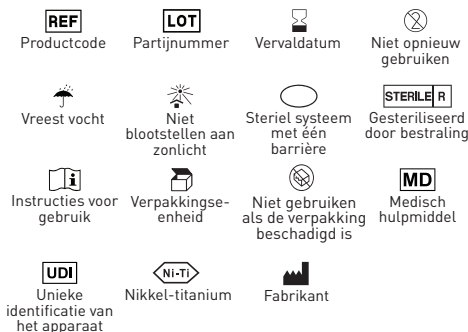 REF
LOT
Productcode
Partijnummer
Vervaldatum
Niet opnieuw
gebruiken
2
STERILE R
Vreest vocht
Niet
blootstellen aan
zonlicht
Steriel systeem
met één
barrière
Gesteriliseerd
door bestraling
i
MD
Instructies voor
gebruik
Verpakkingse-
enheid
Niet gebruiken
als de verpakking
beschadigd is
Medisch
hulpmiddel
UDI
Ni-Ti
Unieke
identificatie van
het apparaat
Nikkel-titanium
Fabrikant